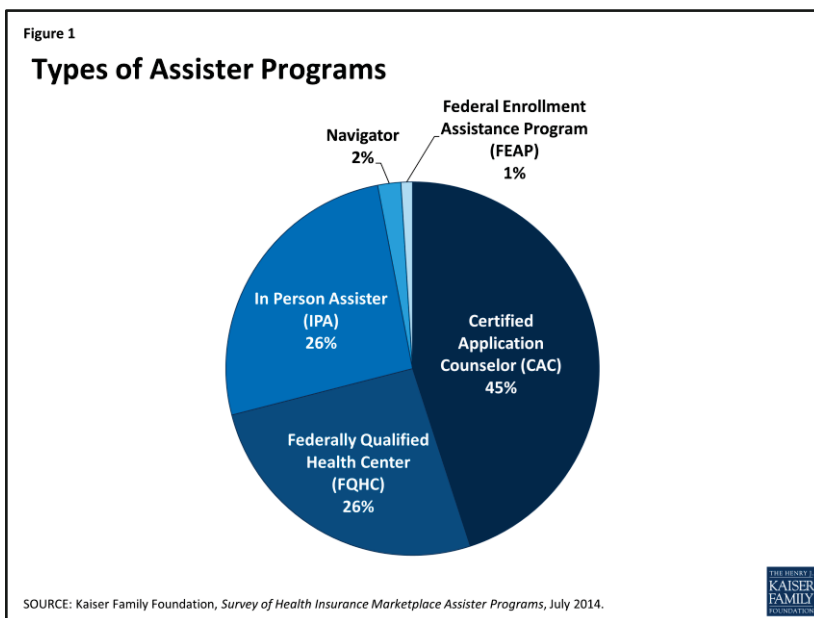 Figure 1
Types of Assister Programs
Federal Enrollment
Assistance Program
(FEAP)
1%
Navigator
2%
In Person Assister
(IPA)
26%
Certified
Application
Counselor (CAC)
45%
Federally Qualified
Health Center
(FQHC)
26%
SOURCE: Kaiser Family Foundation, Survey of Health Insurance Marketplace Assister Programs, July 2014.
THE HENRY J.
KAISER
FAMILY
FOUNDATION